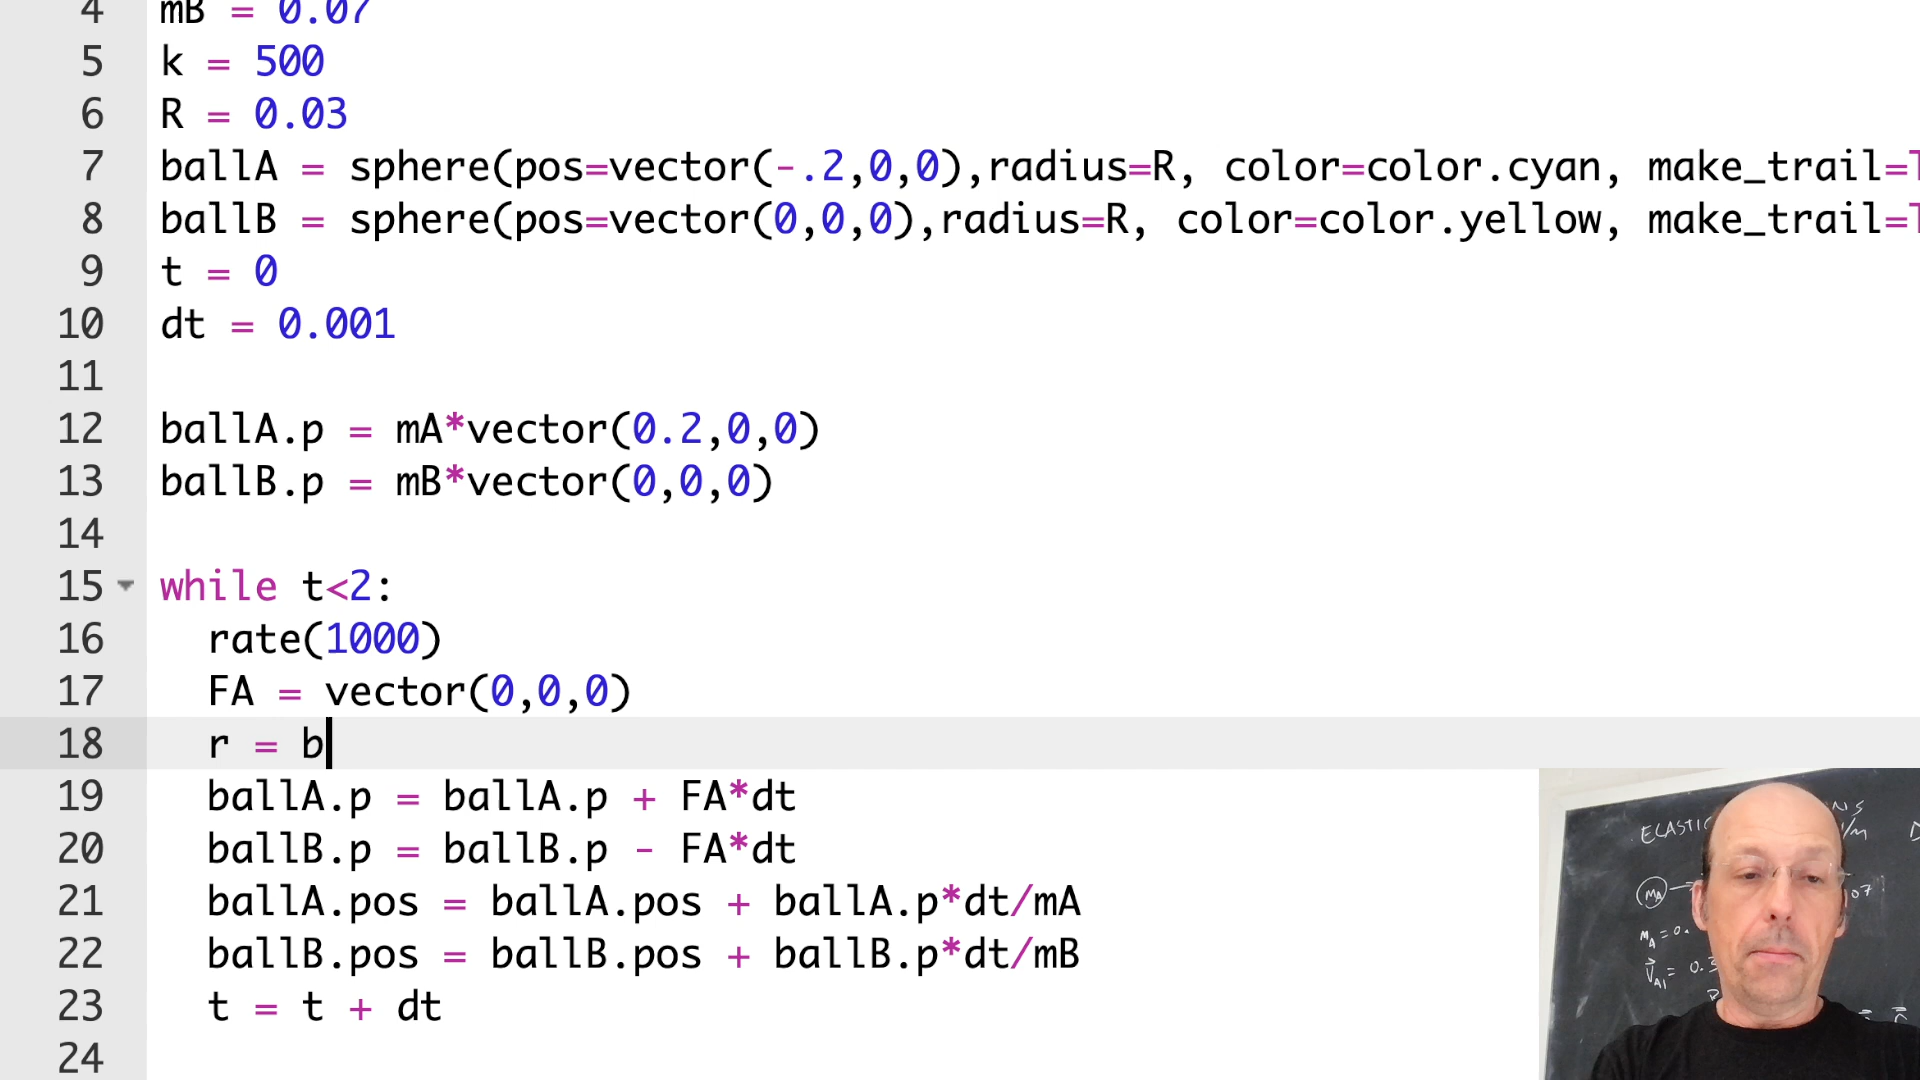 4 mB = 0.07
5 k = 500
6 R = 0.03
7 ballA = sphere(pos=vector(-.2,0,0),radius=R, color=color.cyan, make_trail=
8 ballB = sphere(pos=vector(0,0,0),radius=R, color=color.yellow, make_trail=
9 t = 0
10 dt = 0.001
11
12 ballA.p = mA*vector(0.2,0,0)
13 ballB.p = mB*vector(0,0,0)
14
15 while t<2:
16 rate(1000)
17 FA = vector(0,0,0)
18 r = b
19 ballA.p = ballA.p + FA*dt
20 ballB.p = ballB.p - FA*dt
21 ballA.pos = ballA.pos + ballA.p*dt/mA
22 ballB.pos = ballB.pos + ballB.p*dt/mB
23 t = t + dt
24